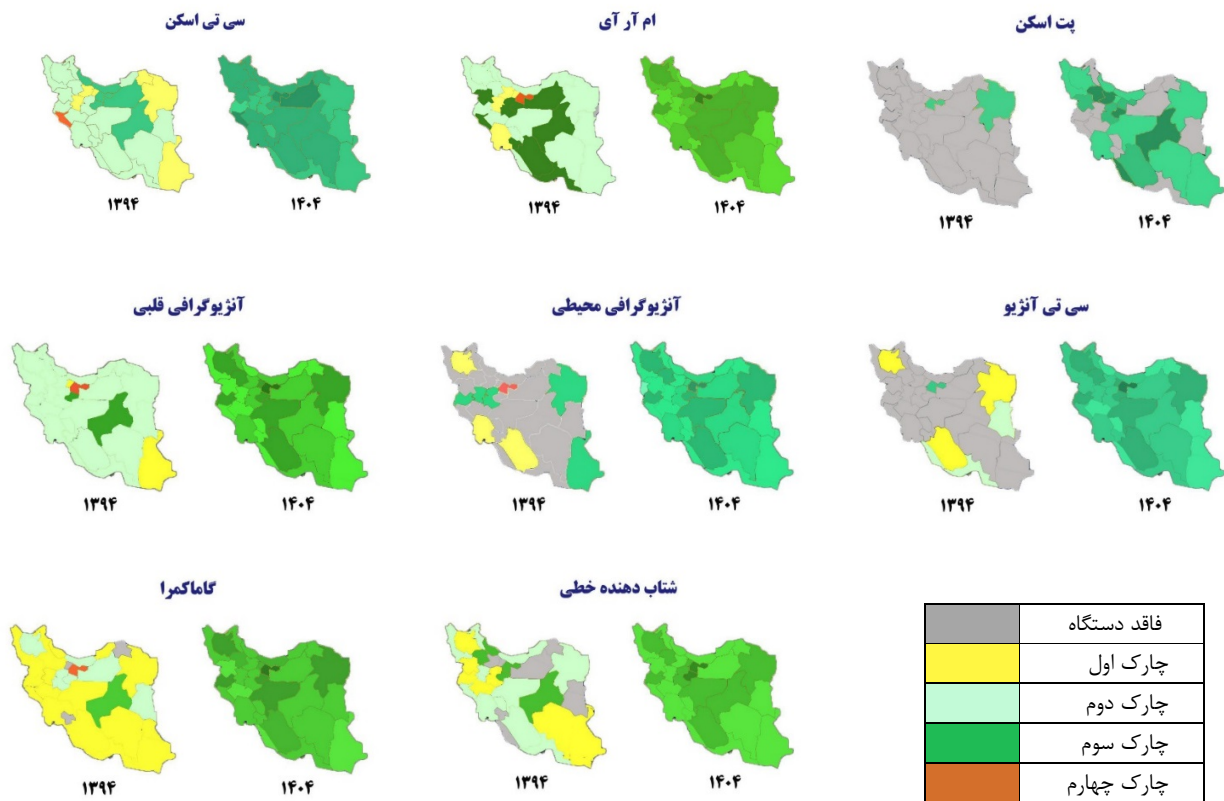 سی تی اسکن
ام آر آی
پت اسکن
۱۳۹۴
۱۴۰۴
۱۳۹۴
۱۴۰۴
۱۳۹۴
۱۴۰۴
آنژیوگرافی قلبی
آنژیوگرافی محیطی
سی تی آنژیو
۱۳۹۴
۱۴۰۴
۱۳۹۴
۱۴۰۴
۱۳۹۴
۱۴۰۴
گاماکمرا
شتاب دهنده خطی
۱۳۹۴
۱۴۰۴
۱۳۹۴
۱۴۰۴
فاقد دستگاه
چارک اول
چارک دوم
چارک سوم
چارک چهارم